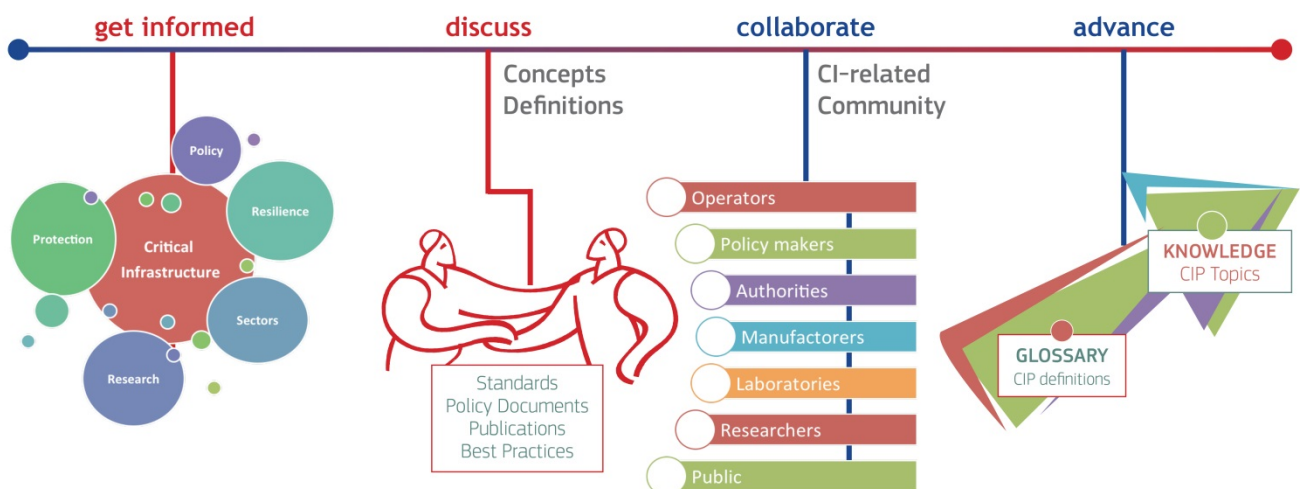 get informed
discuss
collaborate
advance
Concepts
Definitions
CI-related
Community
Policy
Resilience
Protection
Critical
Infrastructure
Sectors
Research
Standards
Policy Documents
Publications
Best Practices
Operators
Policy makers
Authorities
Manufactorers
Laboratories
Researchers
Public
KNOWLEDGE
CIP Topics
GLOSSARY
CIP definitions